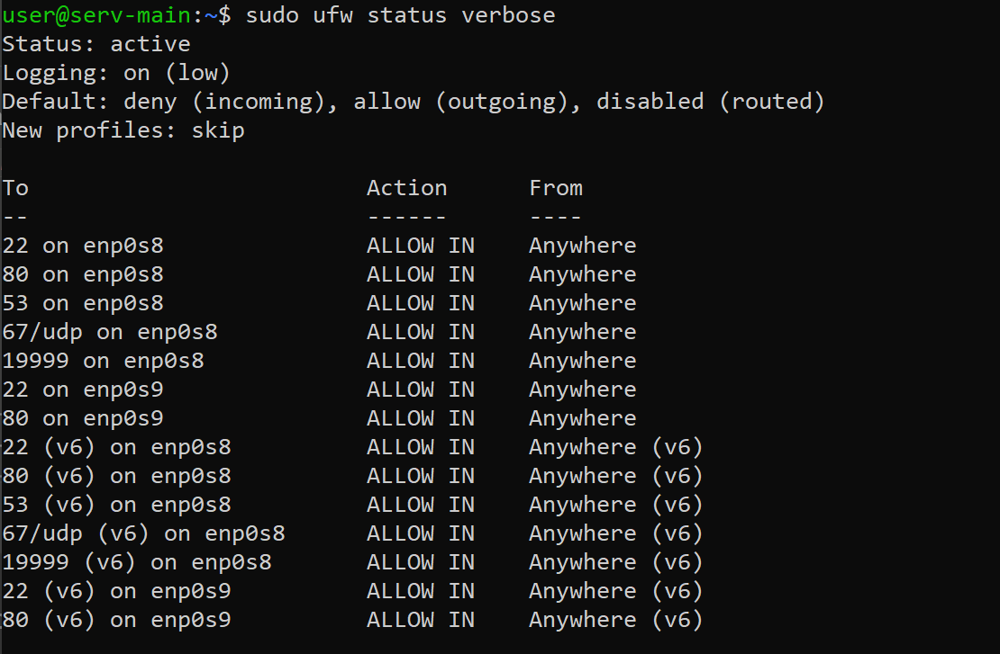 user@serv-main:~$ sudo ufw status verbose
Status: active
Logging: on (low)
Default: deny (incoming), allow (outgoing), disabled (routed)
New profiles: skip

To                         Action      From
--                         ------      ----
22 on enp0s8               ALLOW IN    Anywhere
80 on enp0s8               ALLOW IN    Anywhere
53 on enp0s8               ALLOW IN    Anywhere
67/udp on enp0s8           ALLOW IN    Anywhere
19999 on enp0s8            ALLOW IN    Anywhere
22 on enp0s9               ALLOW IN    Anywhere
80 on enp0s9               ALLOW IN    Anywhere
22 (v6) on enp0s8          ALLOW IN    Anywhere (v6)
80 (v6) on enp0s8          ALLOW IN    Anywhere (v6)
53 (v6) on enp0s8          ALLOW IN    Anywhere (v6)
67/udp (v6) on enp0s8      ALLOW IN    Anywhere (v6)
19999 (v6) on enp0s8       ALLOW IN    Anywhere (v6)
22 (v6) on enp0s9          ALLOW IN    Anywhere (v6)
80 (v6) on enp0s9          ALLOW IN    Anywhere (v6)